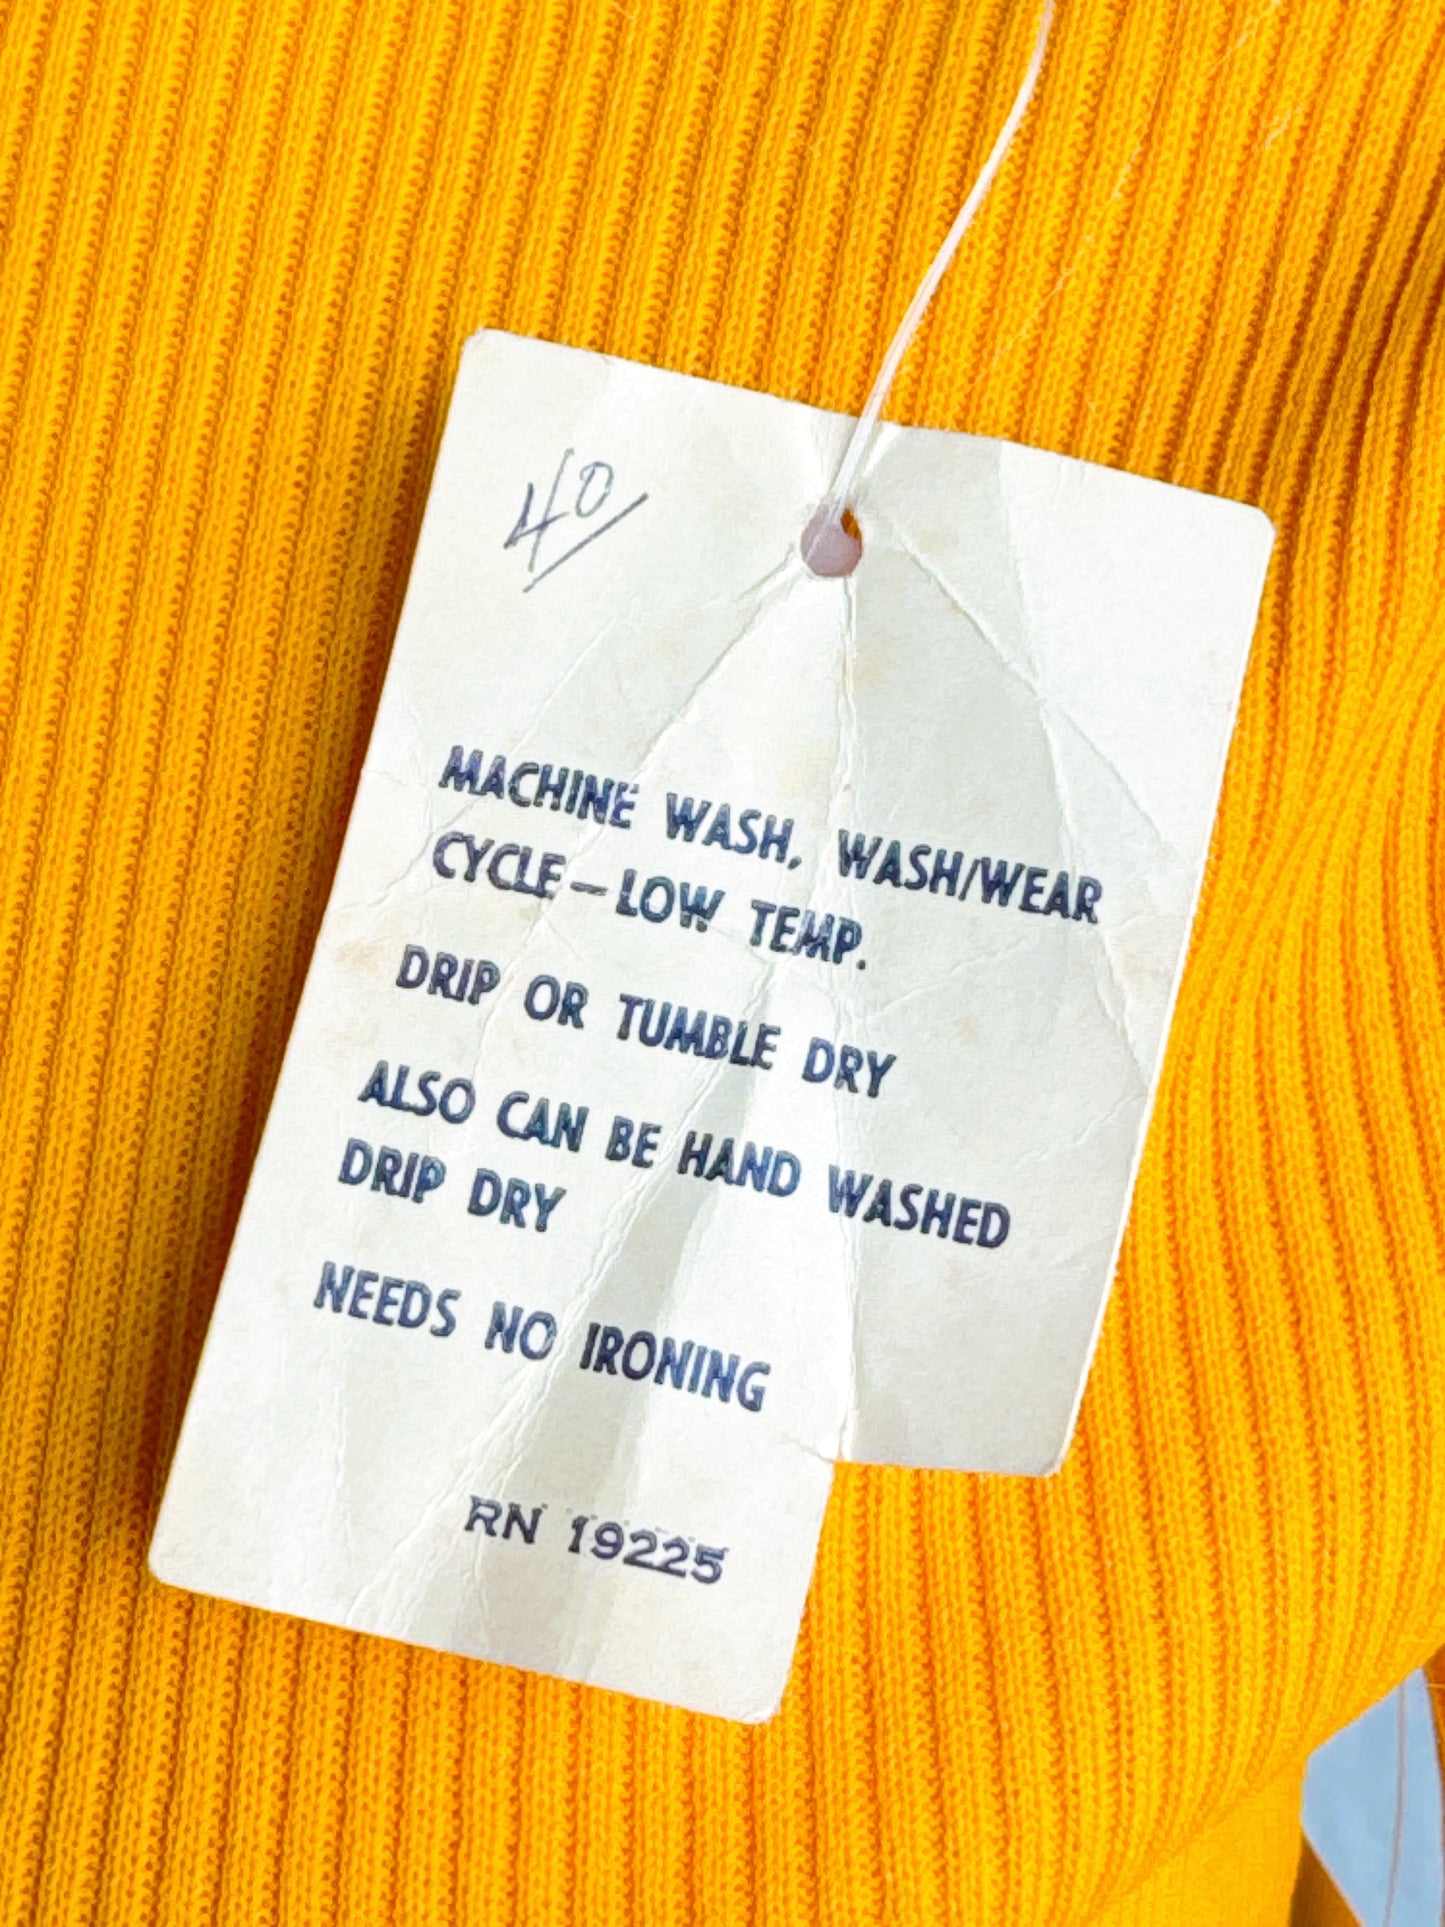 40
MACHINE WASH, WASH/WEAR
CYCLE — LOW TEMP.
DRIP OR TUMBLE DRY
ALSO CAN BE HAND WASHED
DRIP DRY
NEEDS NO IRONING
RN 19225